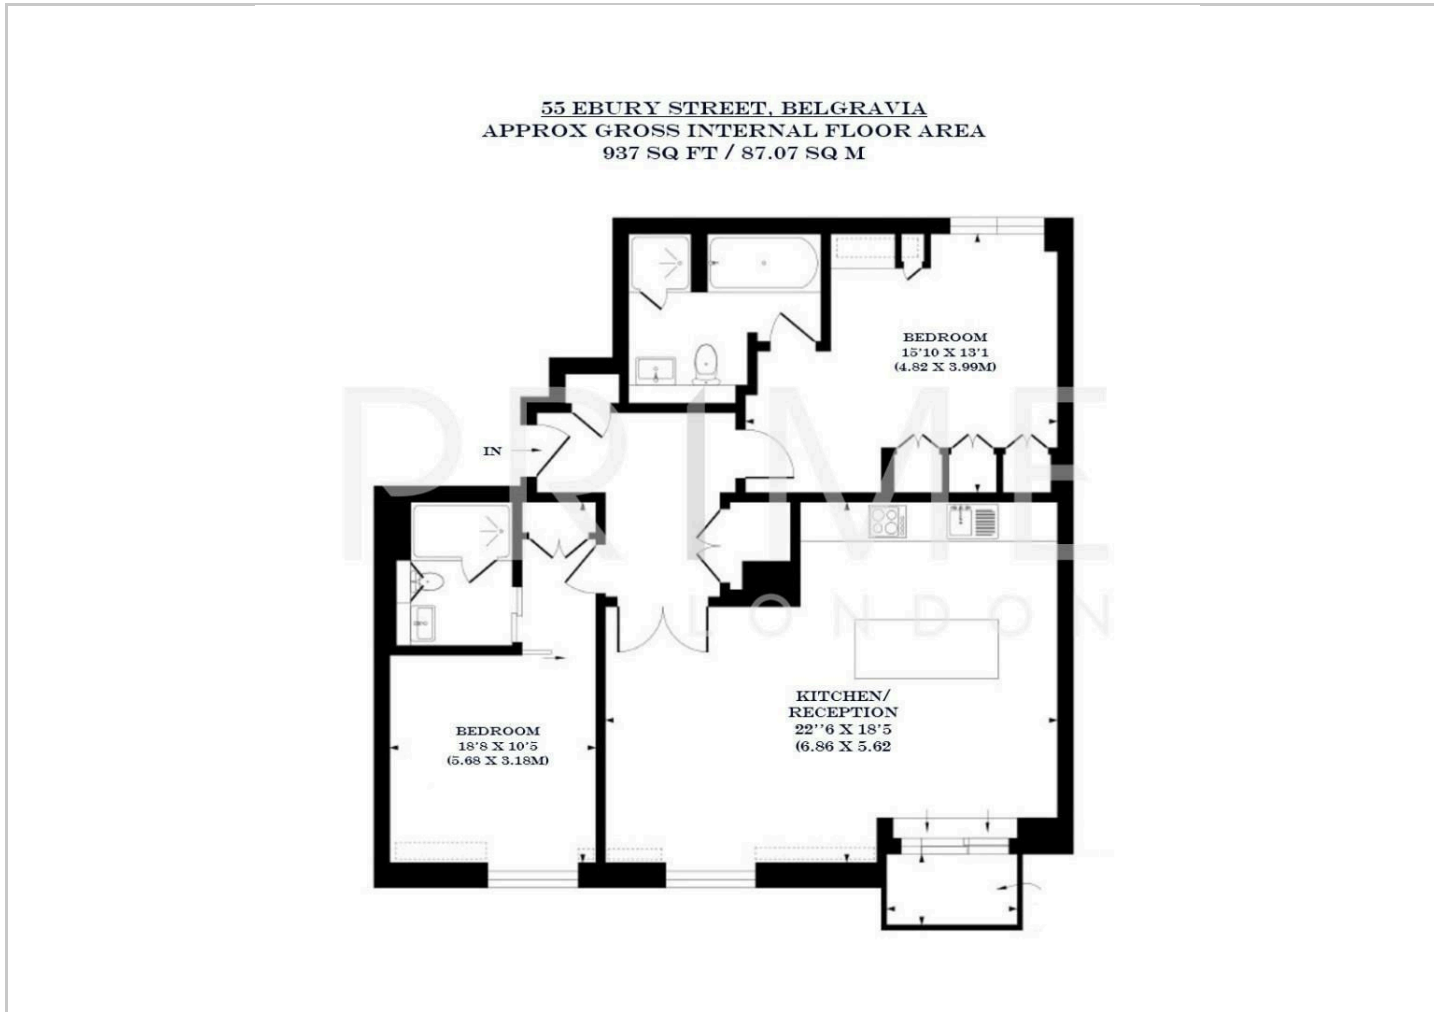 55 EBURY STREET, BELGRAVIA
APPROX GROSS INTERNAL FLOOR AREA
937 SQ FT / 87.07 SQ M
BEDROOM
15'10 X 13'1
(4.82 X 3.99M)
IN
PRIME
LONDON
KITCHEN/
RECEPTION
22''6 X 18'5
(6.86 X 5.62
BEDROOM
18'8 X 10'5
(5.68 X 3.18M)